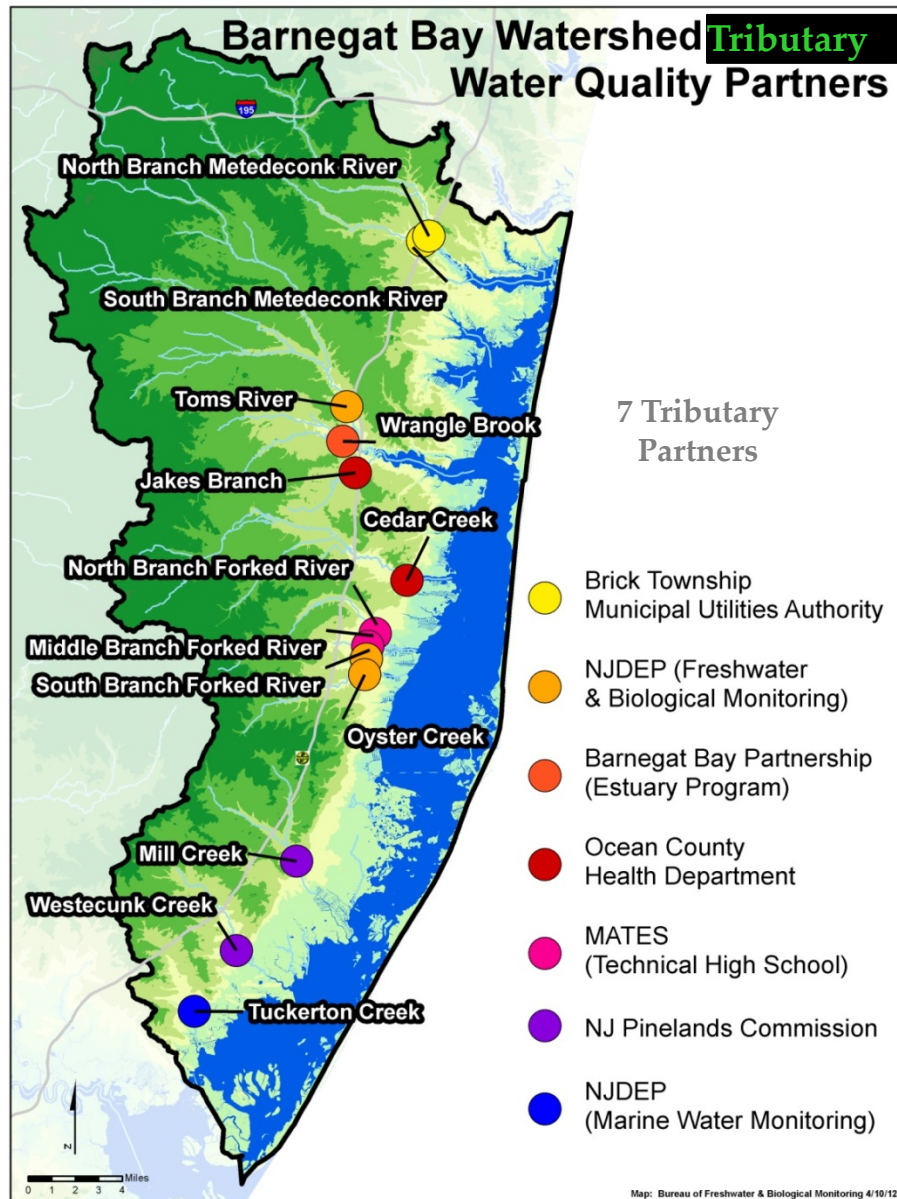 Barnegat Bay Watershed Tributary
Water Quality Partners
195
North Branch Metedeconk River
South Branch Metedeconk River
Toms River
Wrangle Brook
Jakes Branch
Cedar Creek
North Branch Forked River
Middle Branch Forked River
South Branch Forked River
Oyster Creek
Mill Creek
Westecunk Creek
Tuckerton Creek
7 Tributary
Partners
Brick Township
Municipal Utilities Authority
NJDEP (Freshwater
& Biological Monitoring)
Barnegat Bay Partnership
(Estuary Program)
Ocean County
Health Department
MATES
(Technical High School)
NJ Pinelands Commission
NJDEP
(Marine Water Monitoring)
N
Miles
0 1 2 3 4
Map: Bureau of Freshwater & Biological Monitoring 4/10/12